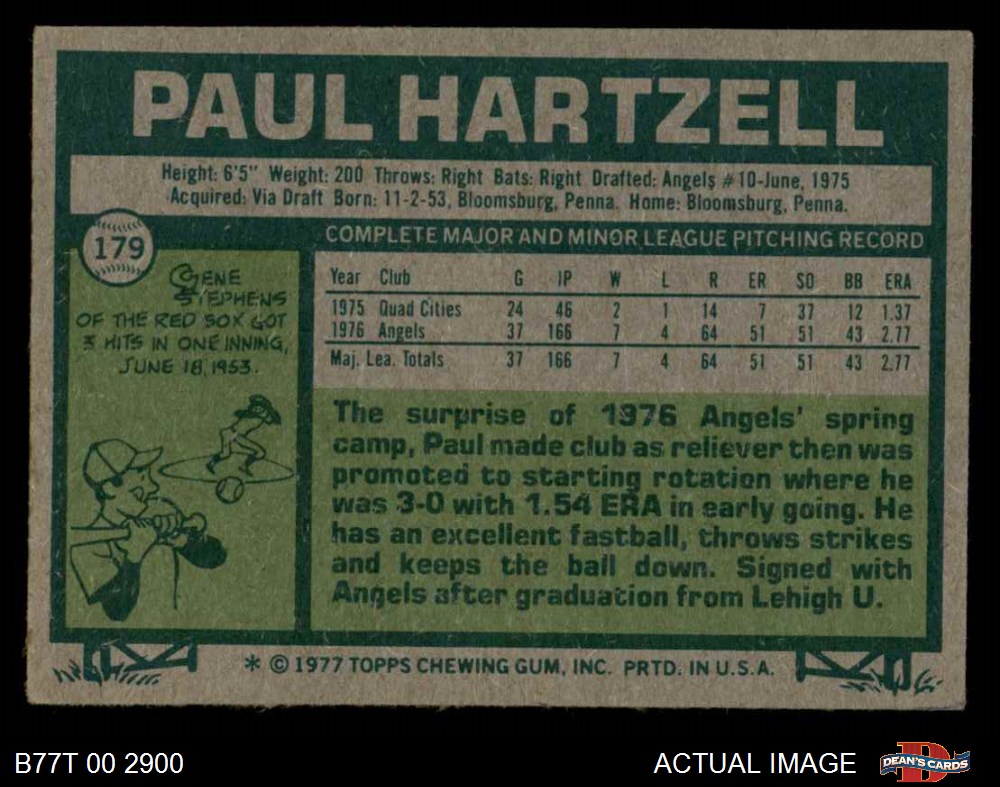 PAUL HARTZELL
Height: 6'5" Weight: 200 Throws: Right Bats: Right Drafted: Angels #10-June, 1975
Acquired: Via Draft Born: 11-2-53, Bloomsburg, Penna. Home: Bloomsburg, Penna.
179
GENE
STEPHENS
OF THE RED SOX GOT
3 HITS IN ONE INNING,
JUNE 18, 1953.
COMPLETE MAJOR AND MINOR LEAGUE PITCHING RECORD
Year Club G IP W L R ER SO BB ERA
1975 Quad Cities 24 46 2 1 14 7 37 12 1.37
1976 Angels 37 166 7 4 64 51 51 43 2.77
Maj. Lea. Totals 37 166 7 4 64 51 51 43 2.77
The surprise of 1976 Angels' spring
camp, Paul made club as reliever then was
promoted to starting rotation where he
was 3-0 with 1.54 ERA in early going. He
has an excellent fastball, throws strikes
and keeps the ball down. Signed with
Angels after graduation from Lehigh U.
* © 1977 TOPPS CHEWING GUM, INC. PRTD. IN U.S.A.
B77T 00 2900
ACTUAL IMAGE
DEAN'S CARDS